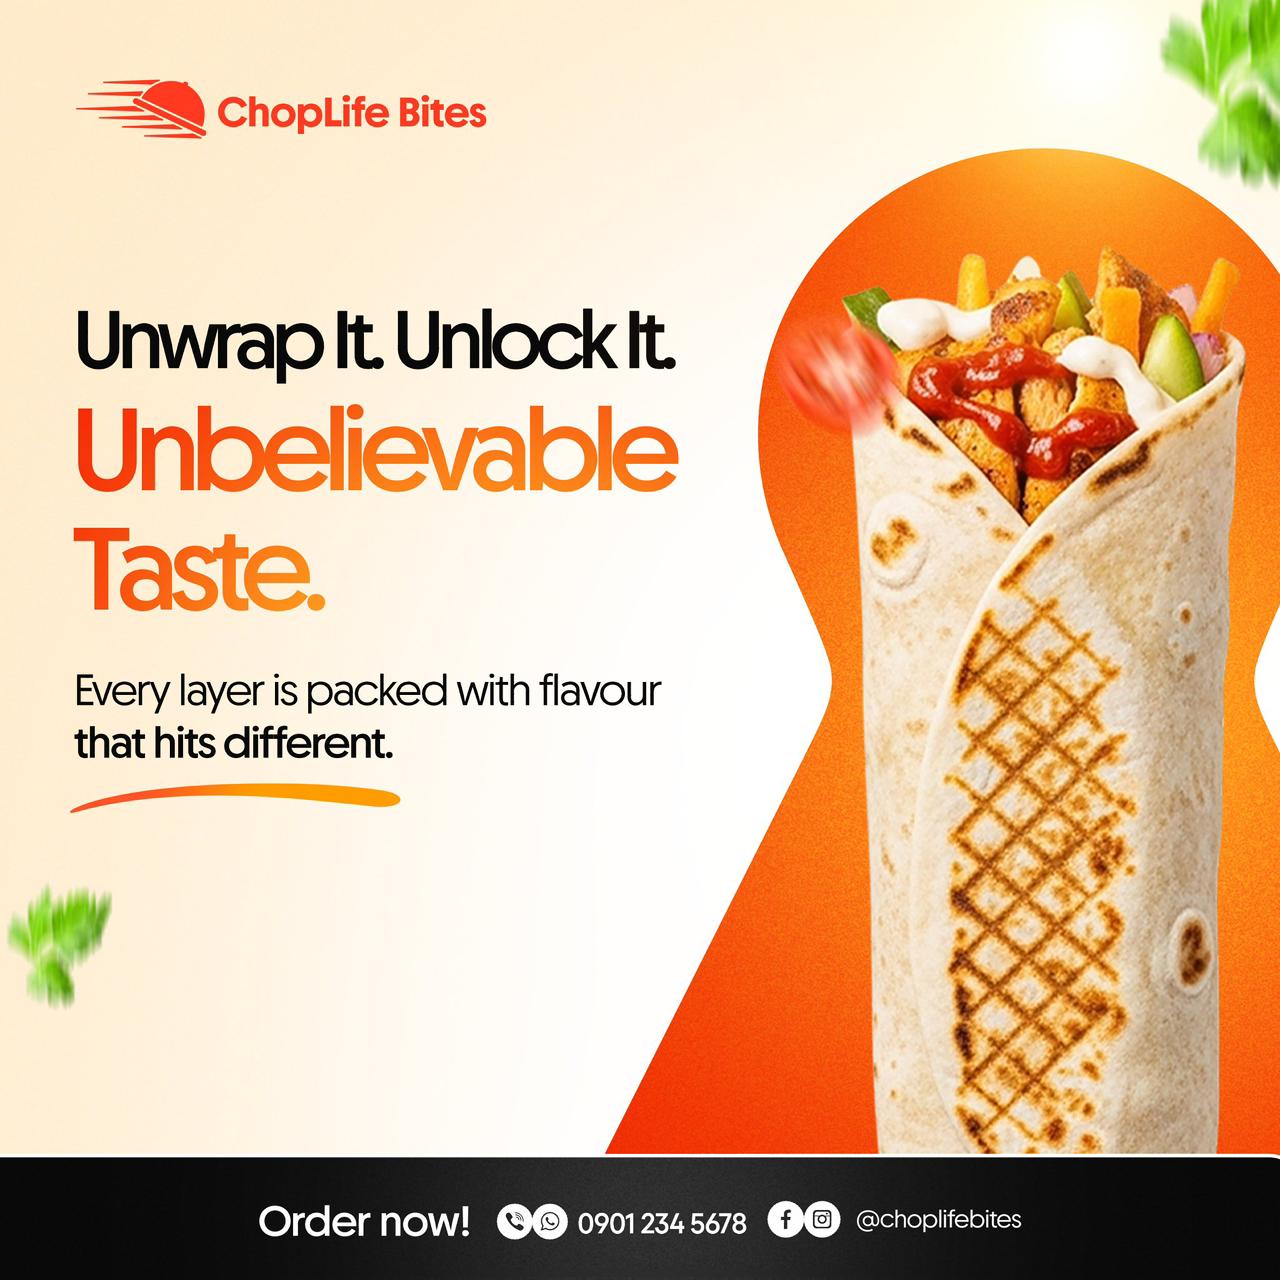 ChopLife Bites
Unwrap It. Unlock It.
Unbelievable
Taste.
Every layer is packed with flavour
that hits different.
Order now! 0901 234 5678 @choplifebites